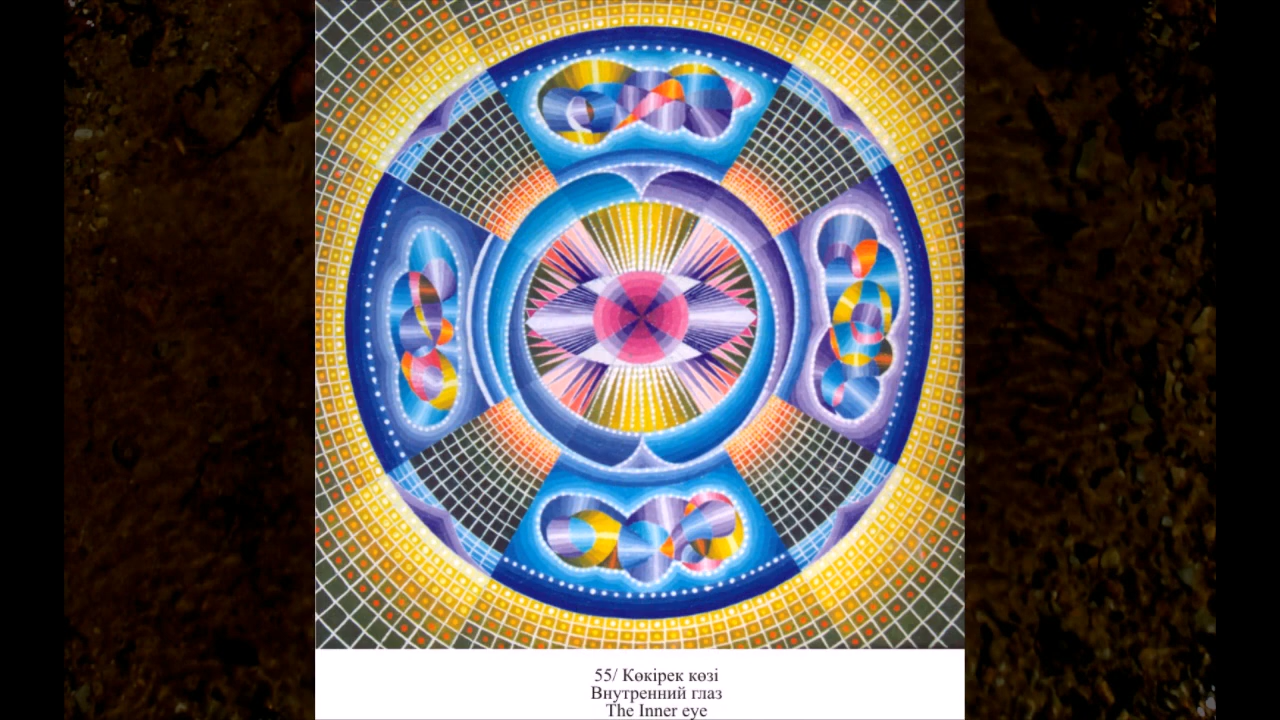 55/ Көкірек көзі
Внутренний глаз
The Inner eye